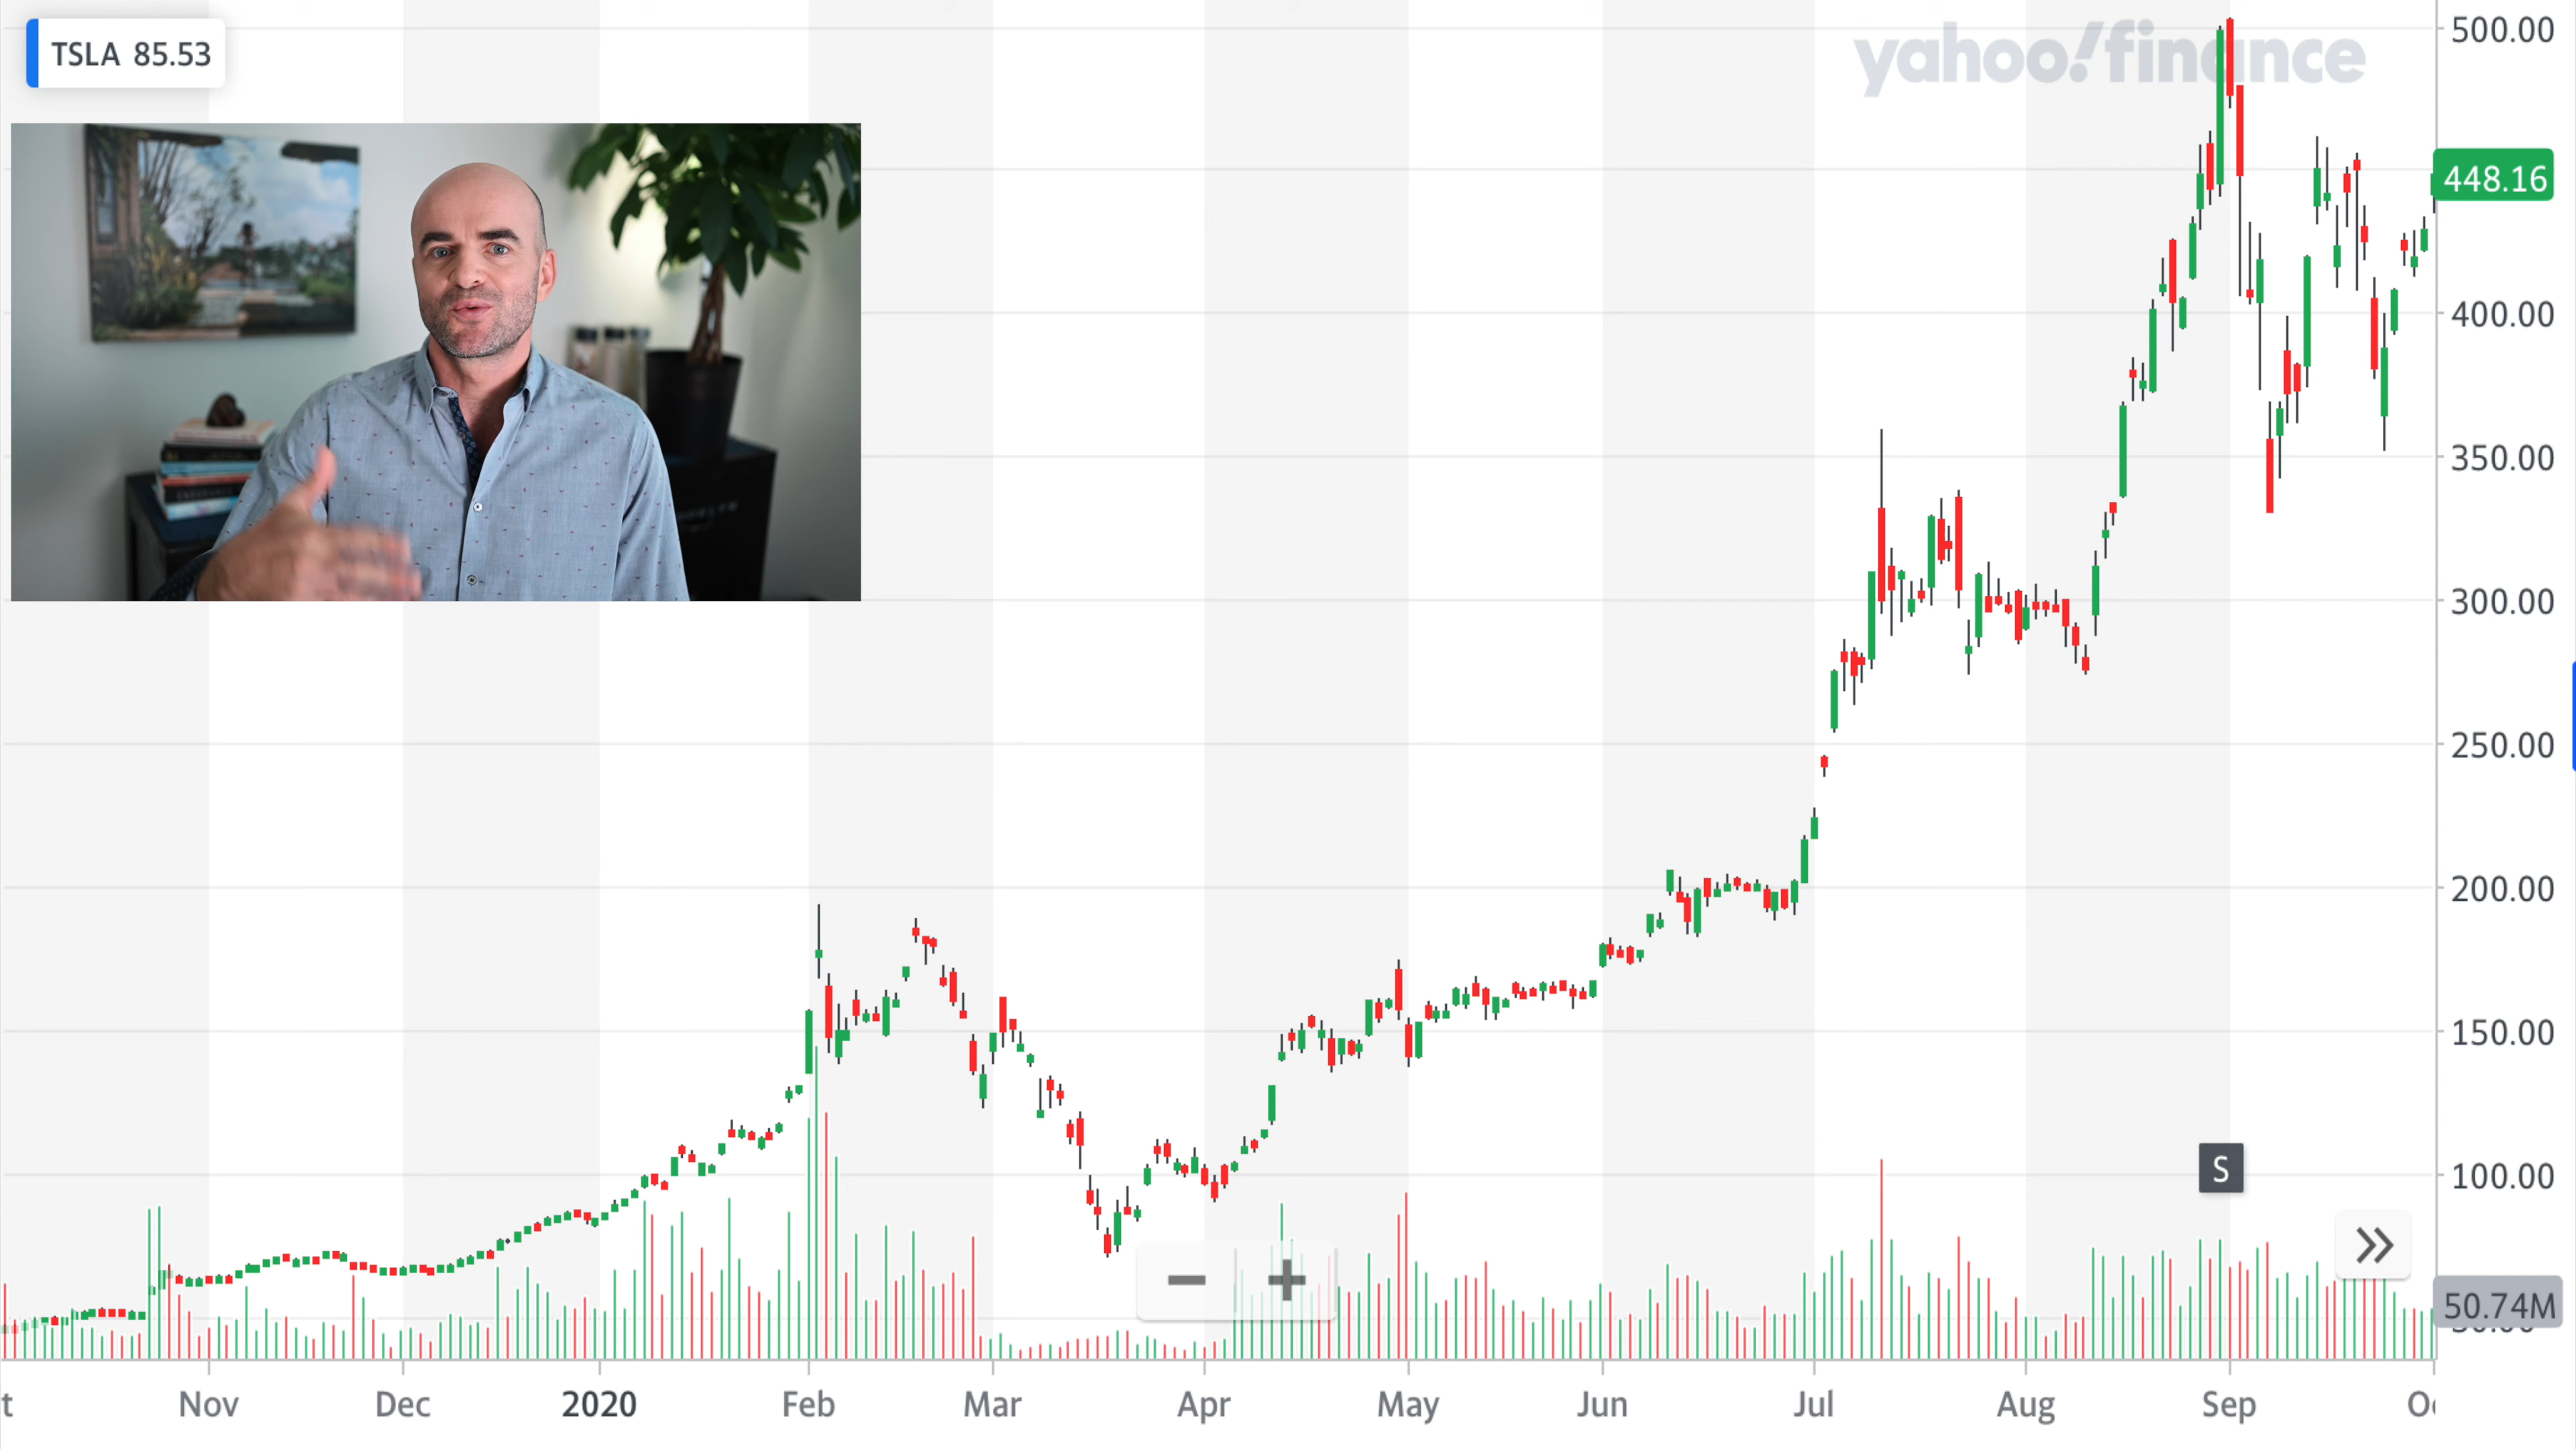 TSLA 85.53
yahoo!finance
500.00
448.16
400.00
350.00
300.00
250.00
200.00
150.00
100.00
S
50.74M
t Nov Dec 2020 Feb Mar Apr May Jun Jul Aug Sep O